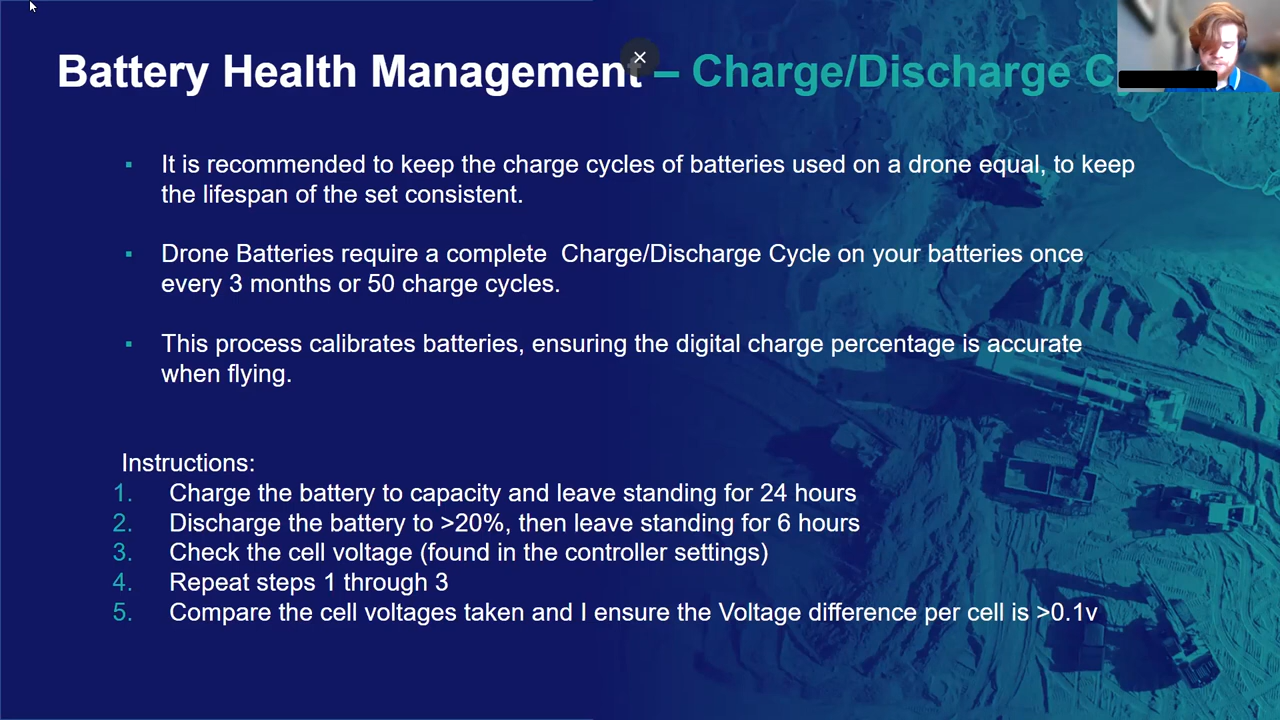 Battery Health Management – Charge/Discharge
It is recommended to keep the charge cycles of batteries used on a drone equal, to keep
the lifespan of the set consistent.
Drone Batteries require a complete  Charge/Discharge Cycle on your batteries once
every 3 months or 50 charge cycles.
This process calibrates batteries, ensuring the digital charge percentage is accurate
when flying.
Instructions:
1. Charge the battery to capacity and leave standing for 24 hours
2. Discharge the battery to >20%, then leave standing for 6 hours
3. Check the cell voltage (found in the controller settings)
4. Repeat steps 1 through 3
5. Compare the cell voltages taken and I ensure the Voltage difference per cell is >0.1v